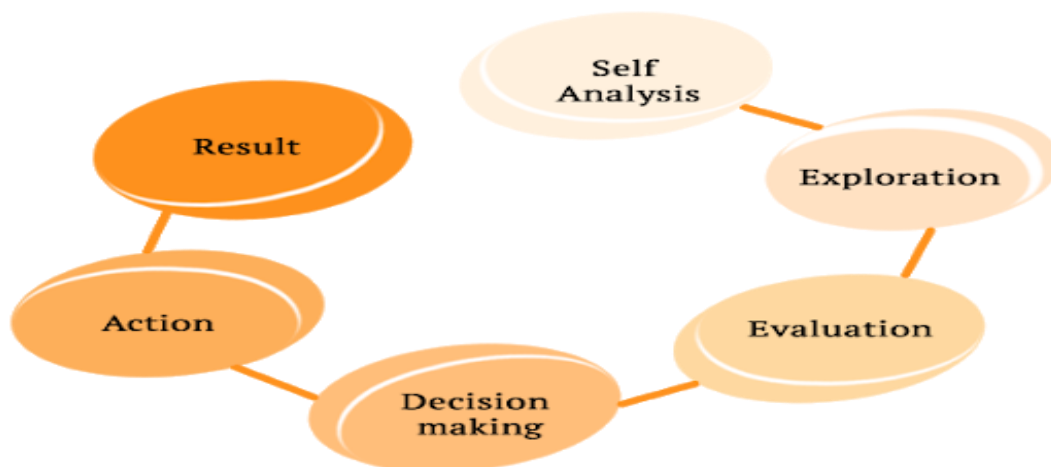 Self
Analysis
Exploration
Evaluation
Decision
making
Action
Result